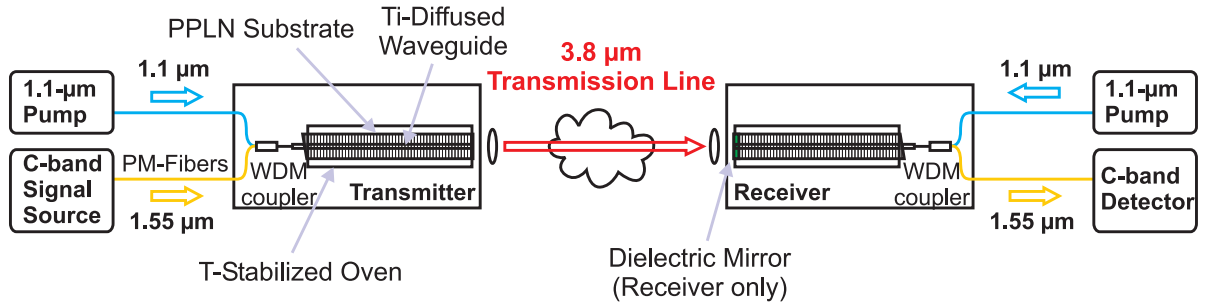 PPLN Substrate
Ti-Diffused
Waveguide
3.8 µm
Transmission Line
1.1 µm
1.1-µm
Pump
PM-Fibers
C-band
Signal
Source
1.55 µm
WDM
coupler
Transmitter
T-Stabilized Oven
Receiver
WDM
coupler
Dielectric Mirror
(Receiver only)
1.1 µm
1.1-µm
Pump
C-band
Detector
1.55 µm